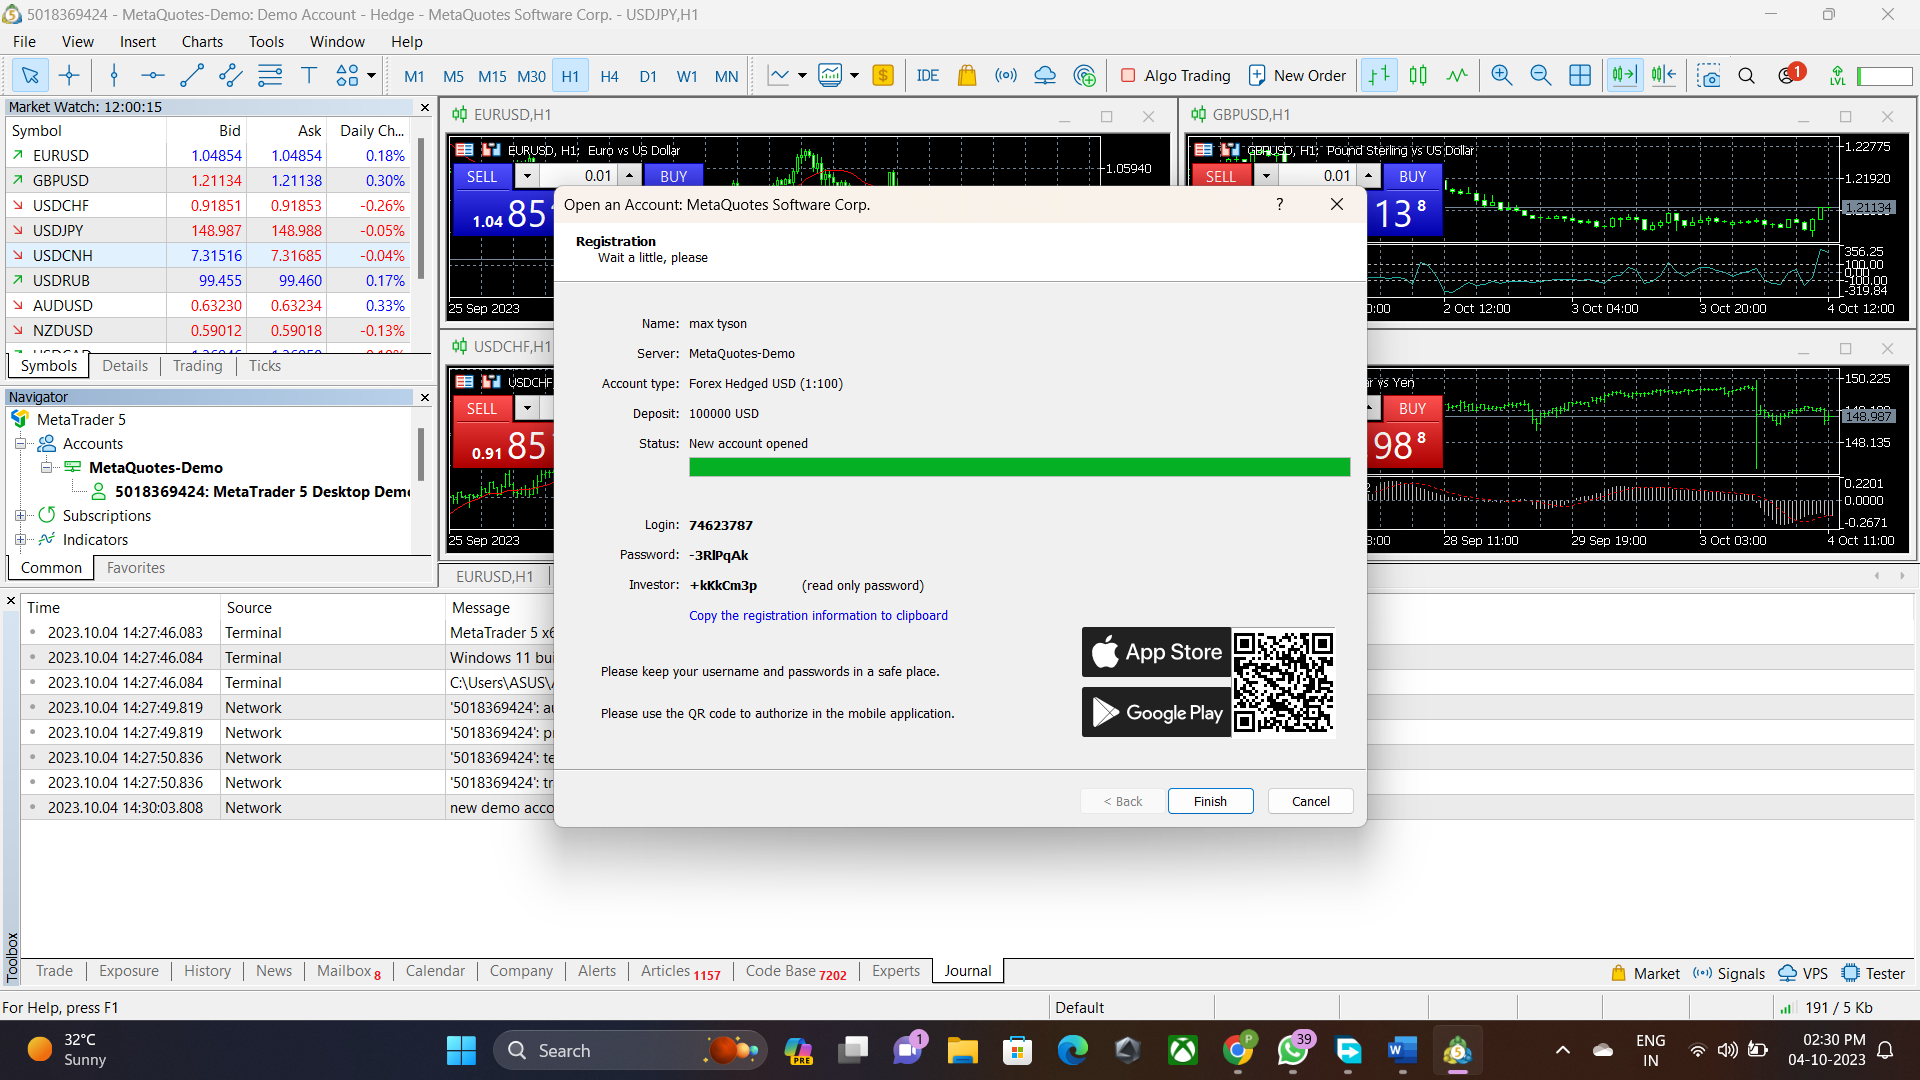 5018369424 - MetaQuotes-Demo: Demo Account - Hedge - MetaQuotes Software Corp. - USDJPY,H1
File View Insert Charts Tools Window Help
M1 M5 M15 M30 H1 H4 D1 W1 MN IDE Algo Trading New Order 1 LVL
Market Watch: 12:00:15
Symbol Bid Ask Daily Ch...
EURUSD 1.04854 1.04854 0.18%
GBPUSD 1.21134 1.21138 0.30%
USDCHF 0.91851 0.91853 -0.26%
USDJPY 148.987 148.988 -0.05%
USDCNH 7.31516 7.31685 -0.04%
USDRUB 99.455 99.460 0.17%
AUDUSD 0.63230 0.63234 0.33%
NZDUSD 0.59012 0.59018 -0.13%
Symbols Details Trading Ticks
Navigator
MetaTrader 5
Accounts
MetaQuotes-Demo
5018369424: MetaTrader 5 Desktop Demo
Subscriptions
Indicators
Common Favorites
EURUSD,H1
EURUSD, H1: Euro vs US Dollar
SELL 0.01 BUY
1.04 85
1.05940
25 Sep 2023
GBPUSD,H1
GBPUSD, H1: Pound Sterling vs US Dollar
SELL 0.01 BUY
13 8
1.22775
1.21920
1.21134
356.25
100.00
0.00
-100.00
-319.84
2 Oct 12:00 3 Oct 04:00 3 Oct 20:00 4 Oct 12:00
USDCHF,H1
USDCHF
SELL
0.91 85
25 Sep 2023
ar vs Yen
BUY
98 8
150.225
148.987
148.135
0.2201
0.0000
-0.2671
28 Sep 11:00 29 Sep 19:00 3 Oct 03:00 4 Oct 11:00
EURUSD,H1
Open an Account: MetaQuotes Software Corp. ?
Registration
Wait a little, please
Name: max tyson
Server: MetaQuotes-Demo
Account type: Forex Hedged USD (1:100)
Deposit: 100000 USD
Status: New account opened
Login: 74623787
Password: -3RlPqAk
Investor: +kKkCm3p (read only password)
Copy the registration information to clipboard
Please keep your username and passwords in a safe place.
Please use the QR code to authorize in the mobile application.
App Store
Google Play
< Back Finish Cancel
Toolbox
Time Source Message
2023.10.04 14:27:46.083 Terminal MetaTrader 5 x6
2023.10.04 14:27:46.084 Terminal Windows 11 bu
2023.10.04 14:27:46.084 Terminal C:\Users\ASUS\
2023.10.04 14:27:49.819 Network '5018369424': au
2023.10.04 14:27:49.819 Network '5018369424': pr
2023.10.04 14:27:50.836 Network '5018369424': te
2023.10.04 14:27:50.836 Network '5018369424': tr
2023.10.04 14:30:03.808 Network new demo acco
Trade Exposure History News Mailbox 8 Calendar Company Alerts Articles 1157 Code Base 7202 Experts Journal Market Signals VPS Tester
For Help, press F1 Default 191 / 5 Kb
32°C
Sunny
Search
PRE
1
39
ENG
IN
02:30 PM
04-10-2023